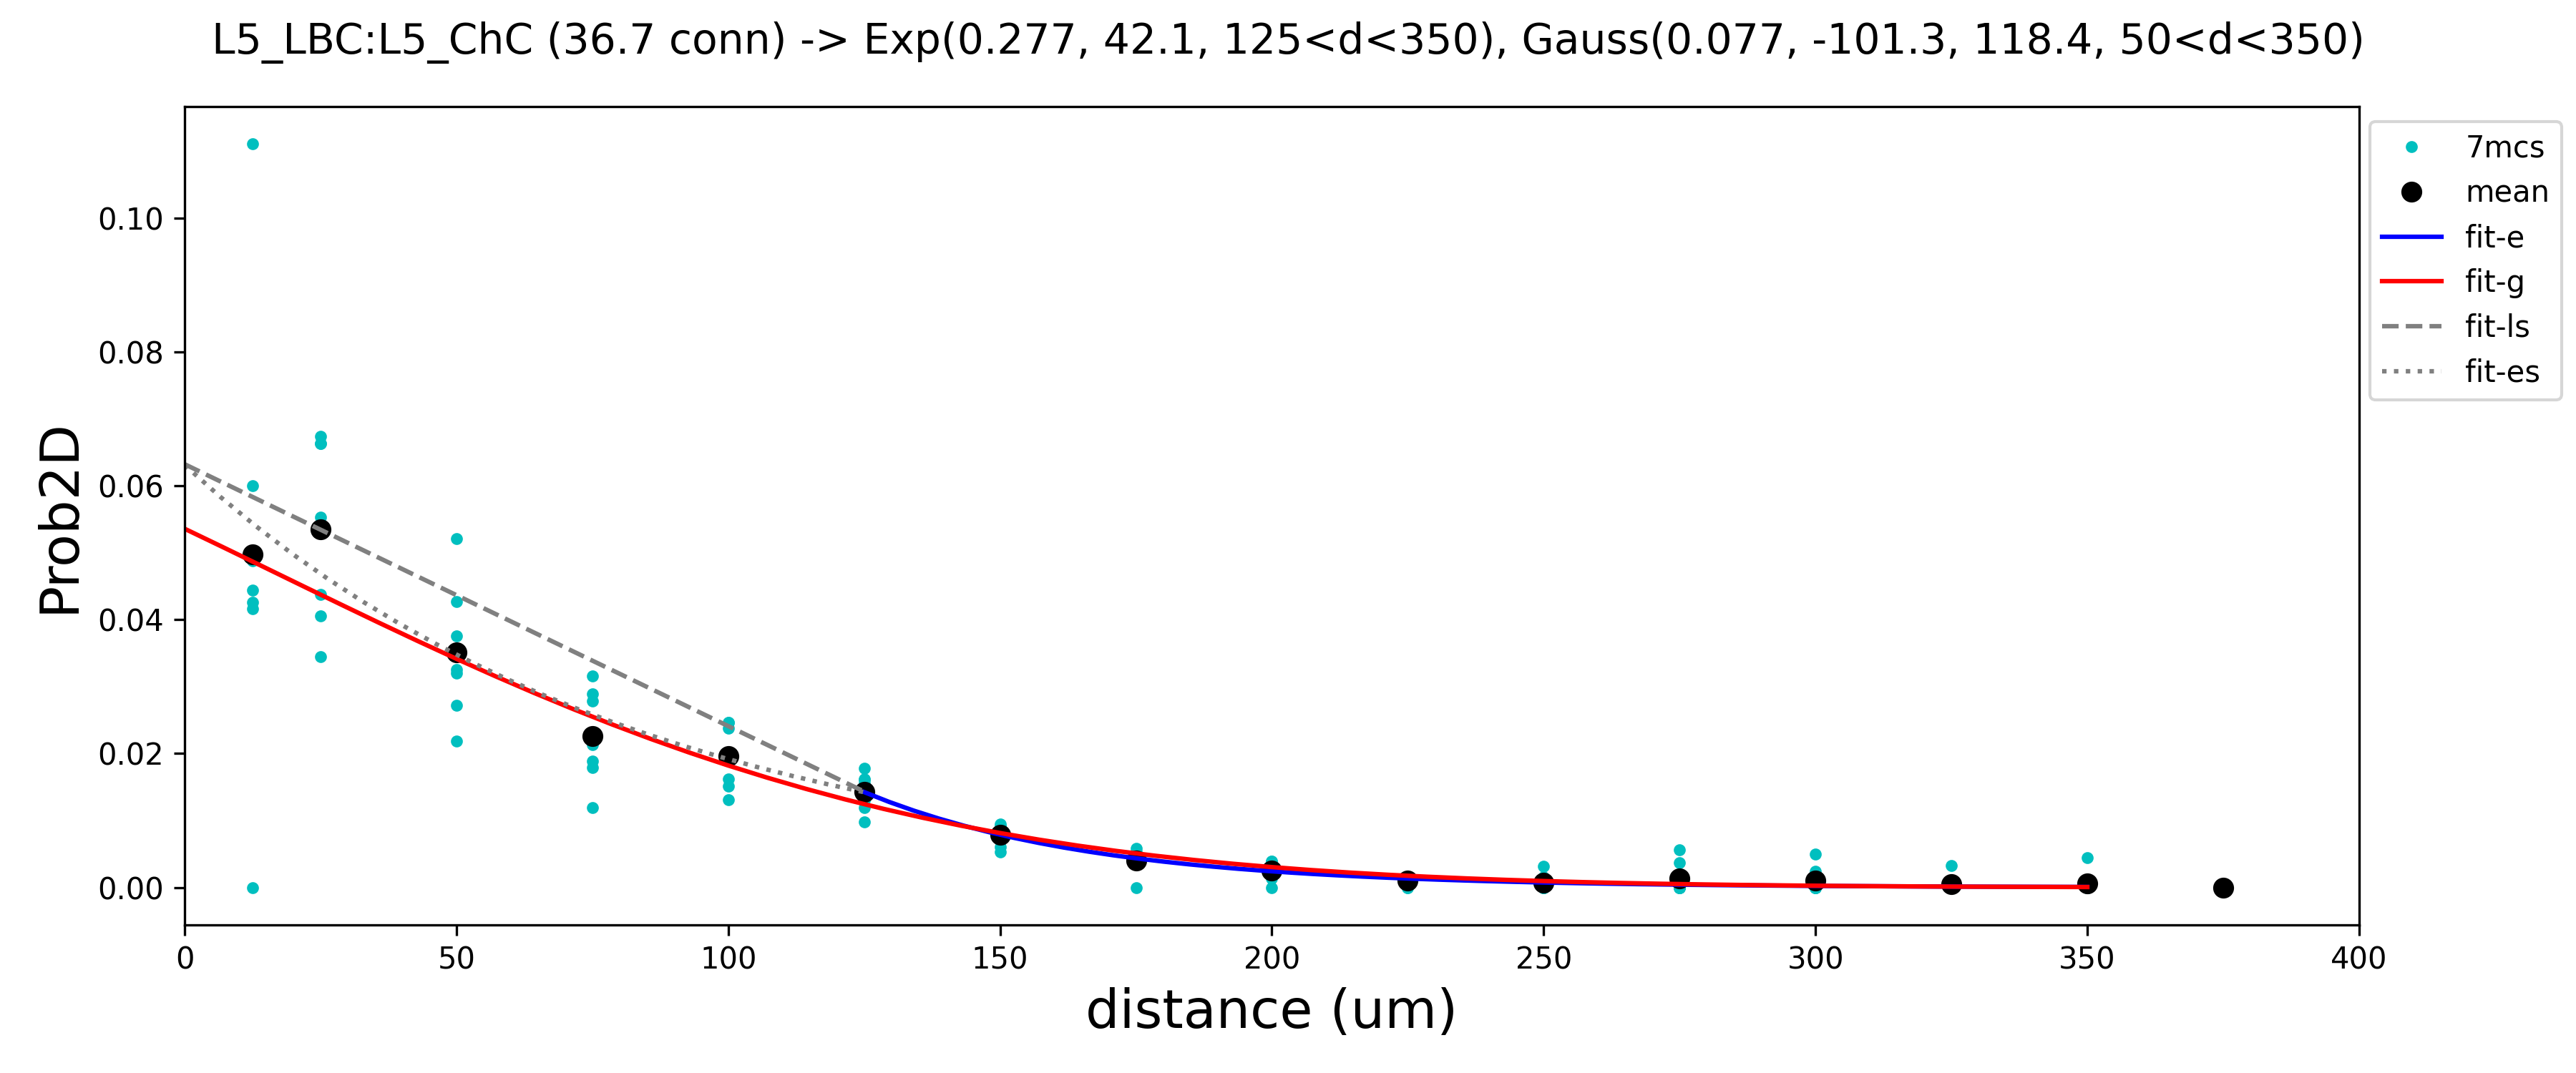 L5_LBC:L5_ChC (36.7 conn) -> Exp(0.277, 42.1, 125<d<350), Gauss(0.077, -101.3, 118.4, 50<d<350)
7mcs
mean
fit-e
fit-g
fit-ls
fit-es
Prob2D
0.10
0.08
0.06
0.04
0.02
0.00
0 50 100 150 200 250 300 350 400
distance (um)